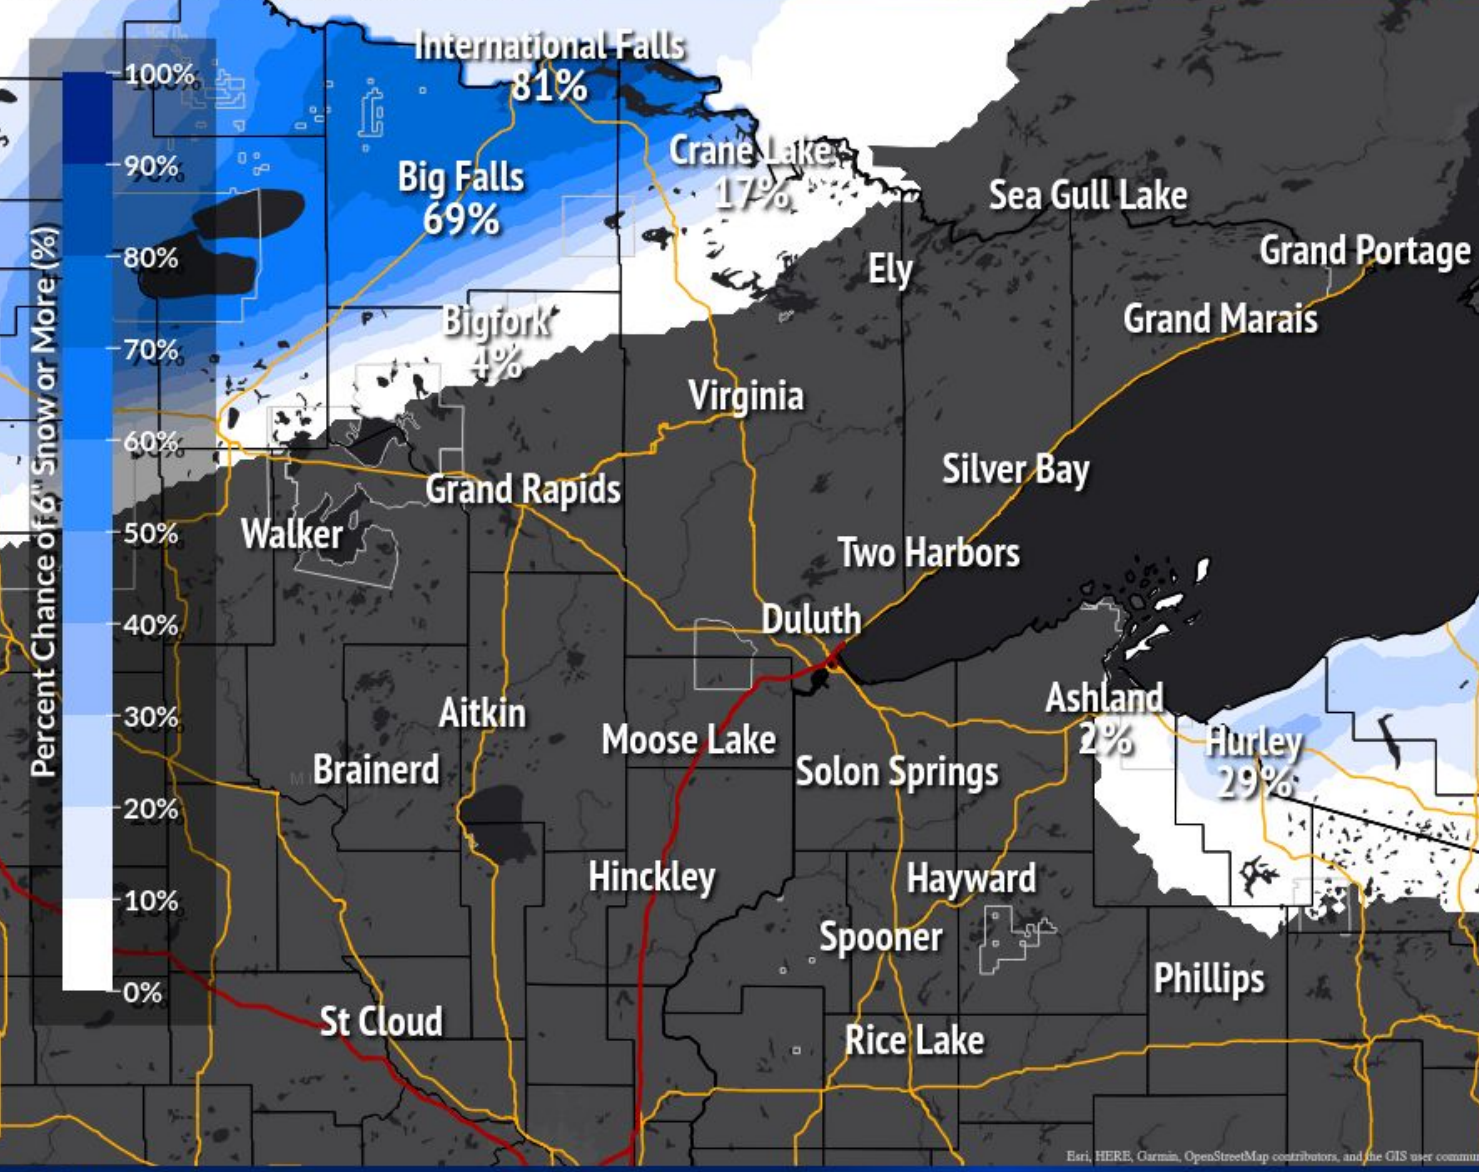 International Falls
81%
100%
90%
80%
70%
60%
50%
40%
30%
20%
10%
0%
Percent Chance of 6" Snow or More (%)
Crane Lake
17%
Big Falls
69%
Sea Gull Lake
Grand Portage
Ely
Grand Marais
Bigfork
4%
Virginia
Silver Bay
Grand Rapids
Walker
Two Harbors
Duluth
Ashland
2%
Aitkin
Moose Lake
Hurley
29%
Brainerd
Solon Springs
Hinckley
Hayward
Spooner
Phillips
St Cloud
Rice Lake
Esri, HERE, Garmin, OpenStreetMap contributors, and the GIS user commu